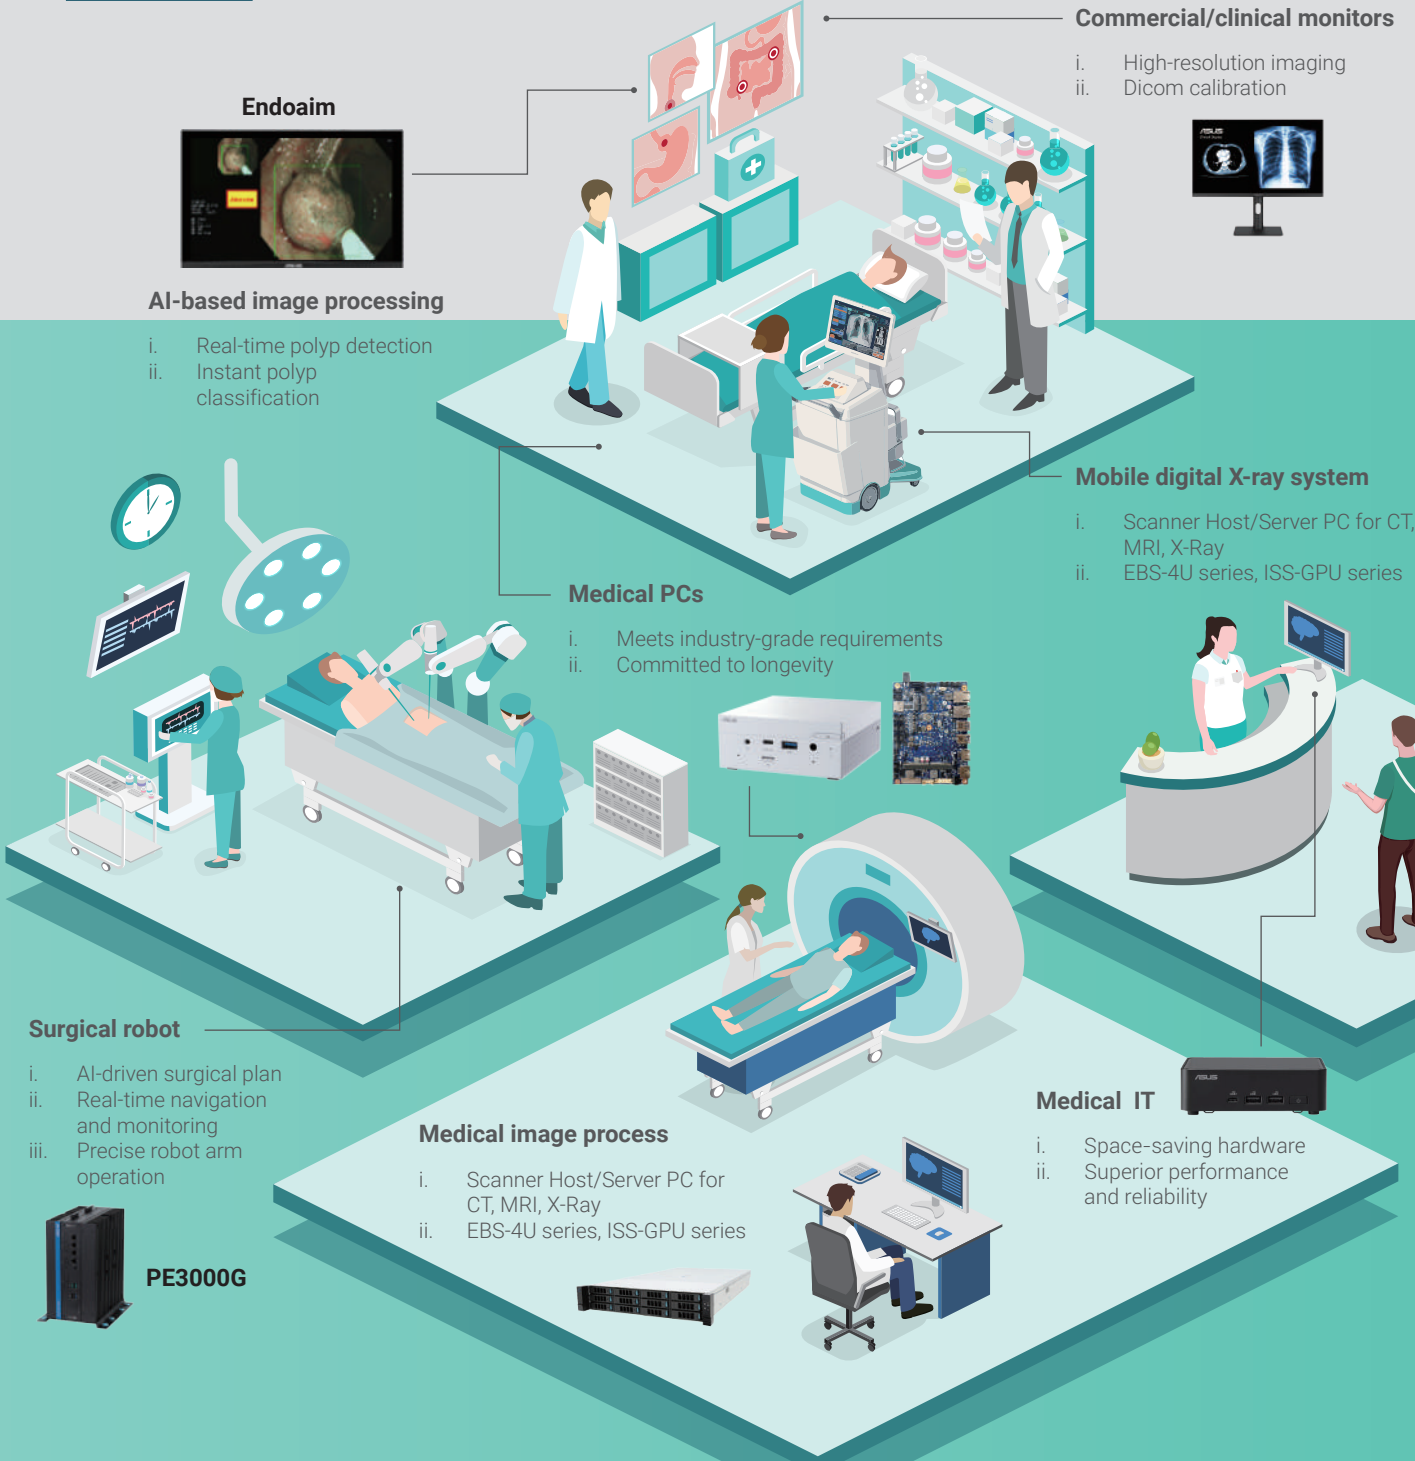 Commercial/clinical monitors
i. High-resolution imaging
ii. Dicom calibration
ASUS
Endoaim
AI-based image processing
i. Real-time polyp detection
ii. Instant polyp
classification
Mobile digital X-ray system
i. Scanner Host/Server PC for CT,
MRI, X-Ray
ii. EBS-4U series, ISS-GPU series
Medical PCs
i. Meets industry-grade requirements
ii. Committed to longevity
Surgical robot
i. AI-driven surgical plan
ii. Real-time navigation
and monitoring
iii. Precise robot arm
operation
PE3000G
Medical image process
i. Scanner Host/Server PC for
CT, MRI, X-Ray
ii. EBS-4U series, ISS-GPU series
Medical IT
ASUS
i. Space-saving hardware
ii. Superior performance
and reliability